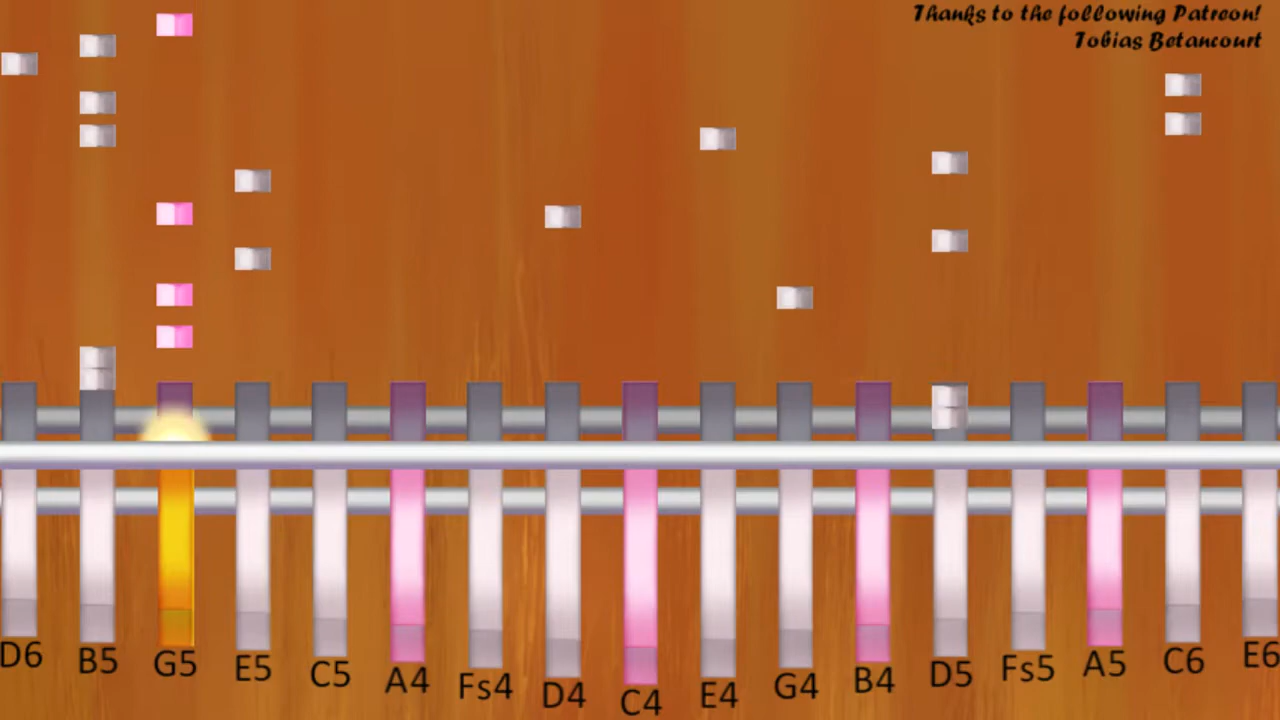 Thanks to the following Patreon!
Tobias Betancourt
D6 B5 G5 E5 C5 A4 Fs4 D4 C4 E4 G4 B4 D5 Fs5 A5 C6 E6